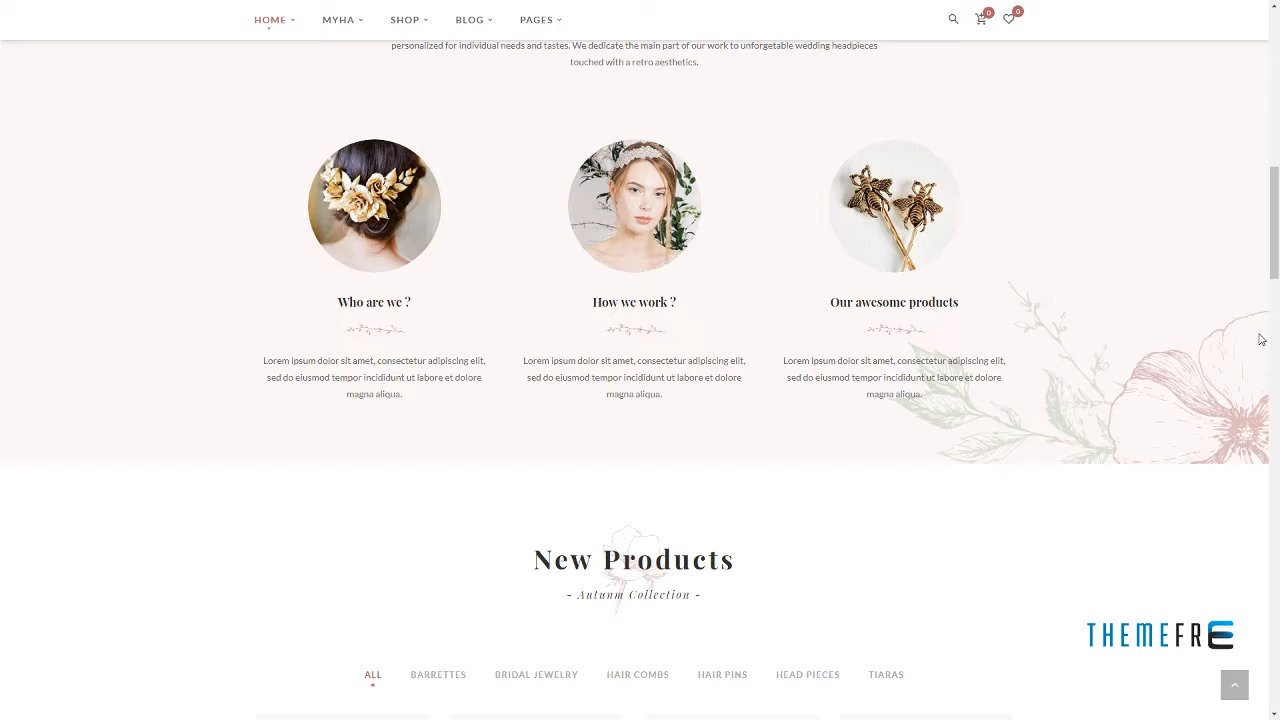 HOME MYHA SHOP BLOG PAGES 0 0
personalized for individual needs and tastes. We dedicate the main part of our work to unforgetable wedding headpieces
touched with a retro aesthetics.
Who are we ? How we work ? Our awesome products
Lorem ipsum dolor sit amet, consectetur adipiscing elit, Lorem ipsum dolor sit amet, consectetur adipiscing elit, Lorem ipsum dolor sit amet, consectetur adipiscing elit,
sed do eiusmod tempor incididunt ut labore et dolore sed do eiusmod tempor incididunt ut labore et dolore sed do eiusmod tempor incididunt ut labore et dolore
magna aliqua. magna aliqua. magna aliqua.
New Products
- Autunm Collection -
THEMEFRE
ALL BARRETTES BRIDAL JEWELRY HAIR COMBS HAIR PINS HEAD PIECES TIARAS